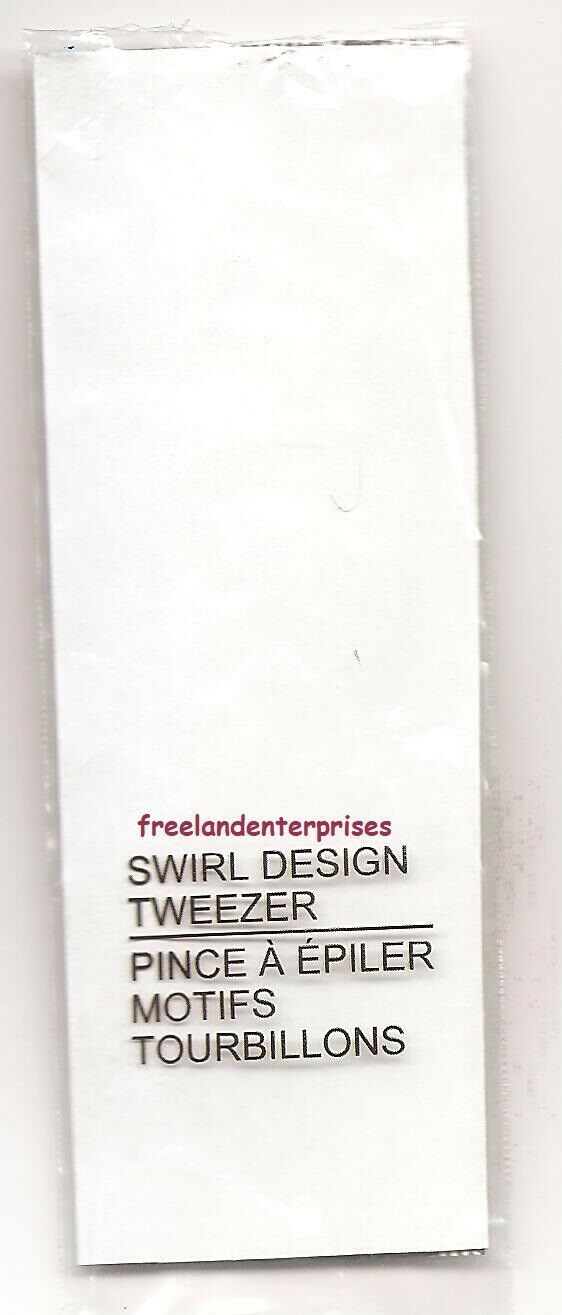 freelandenterprises
SWIRL DESIGN
TWEEZER
PINCE À ÉPILER
MOTIFS
TOURBILLONS